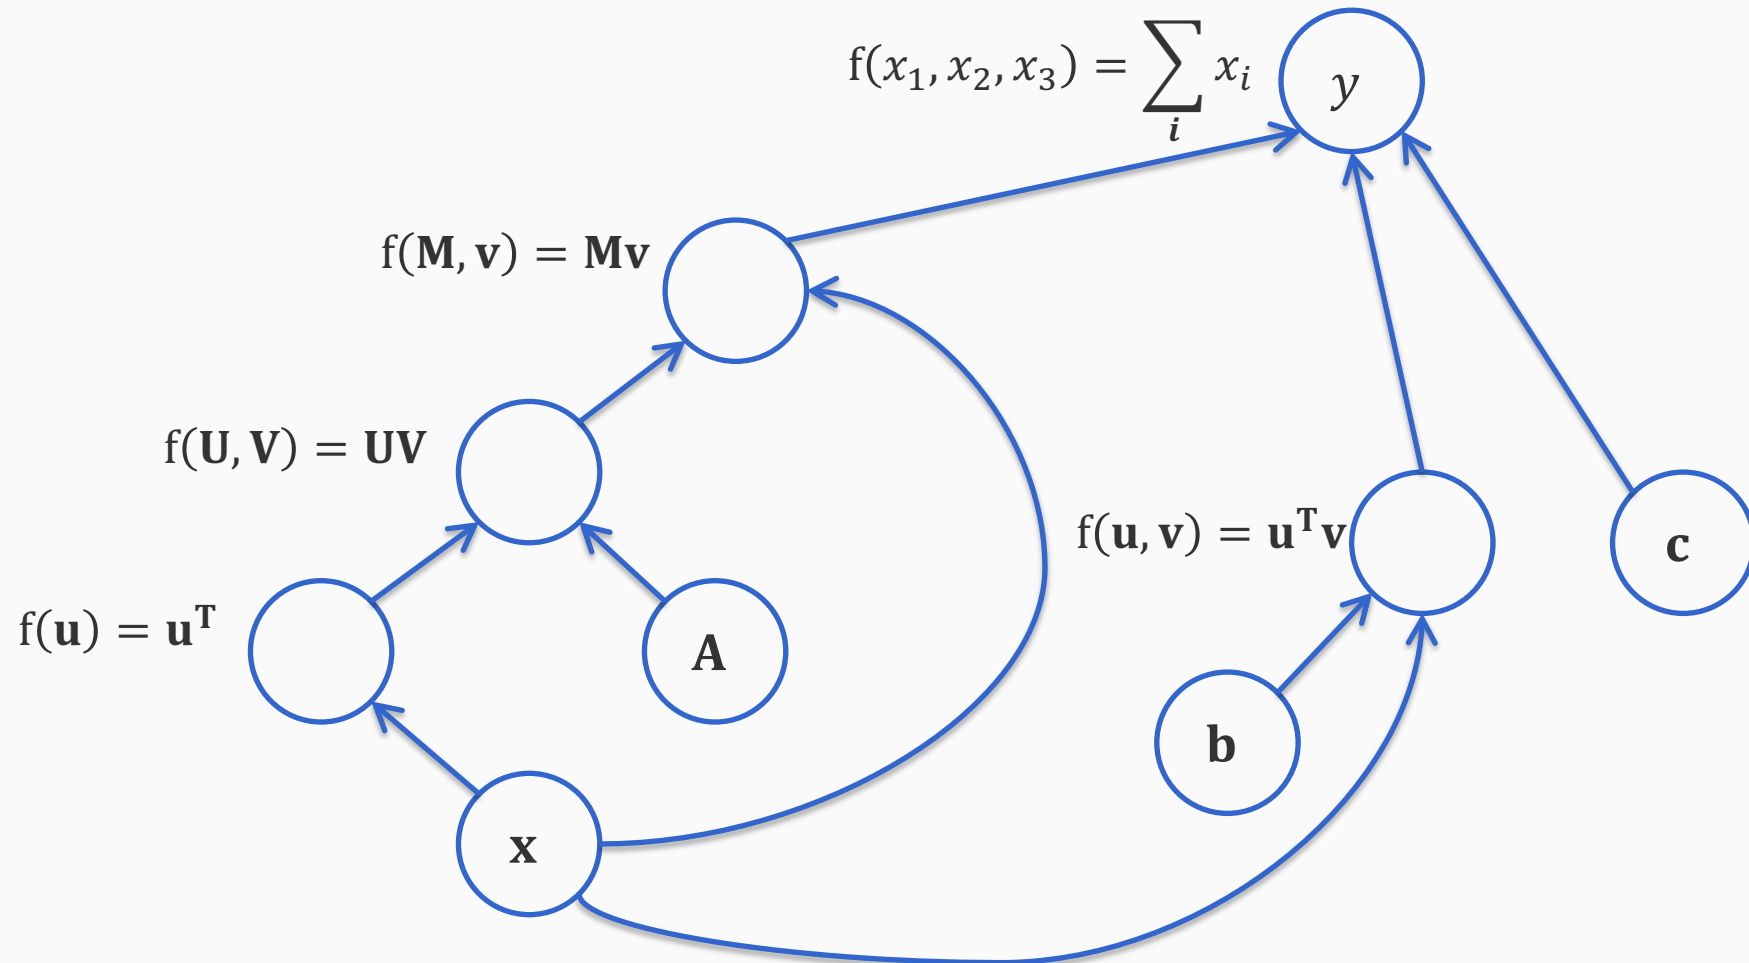 f(x₁, x₂, x₃) = ∑ᵢ xᵢ
y
f(𝐌, 𝐯) = 𝐌𝐯
f(𝐔, 𝐕) = 𝐔𝐕
f(𝐮, 𝐯) = 𝐮ᵀ𝐯
𝐜
f(𝐮) = 𝐮ᵀ
𝐀
𝐛
𝐱